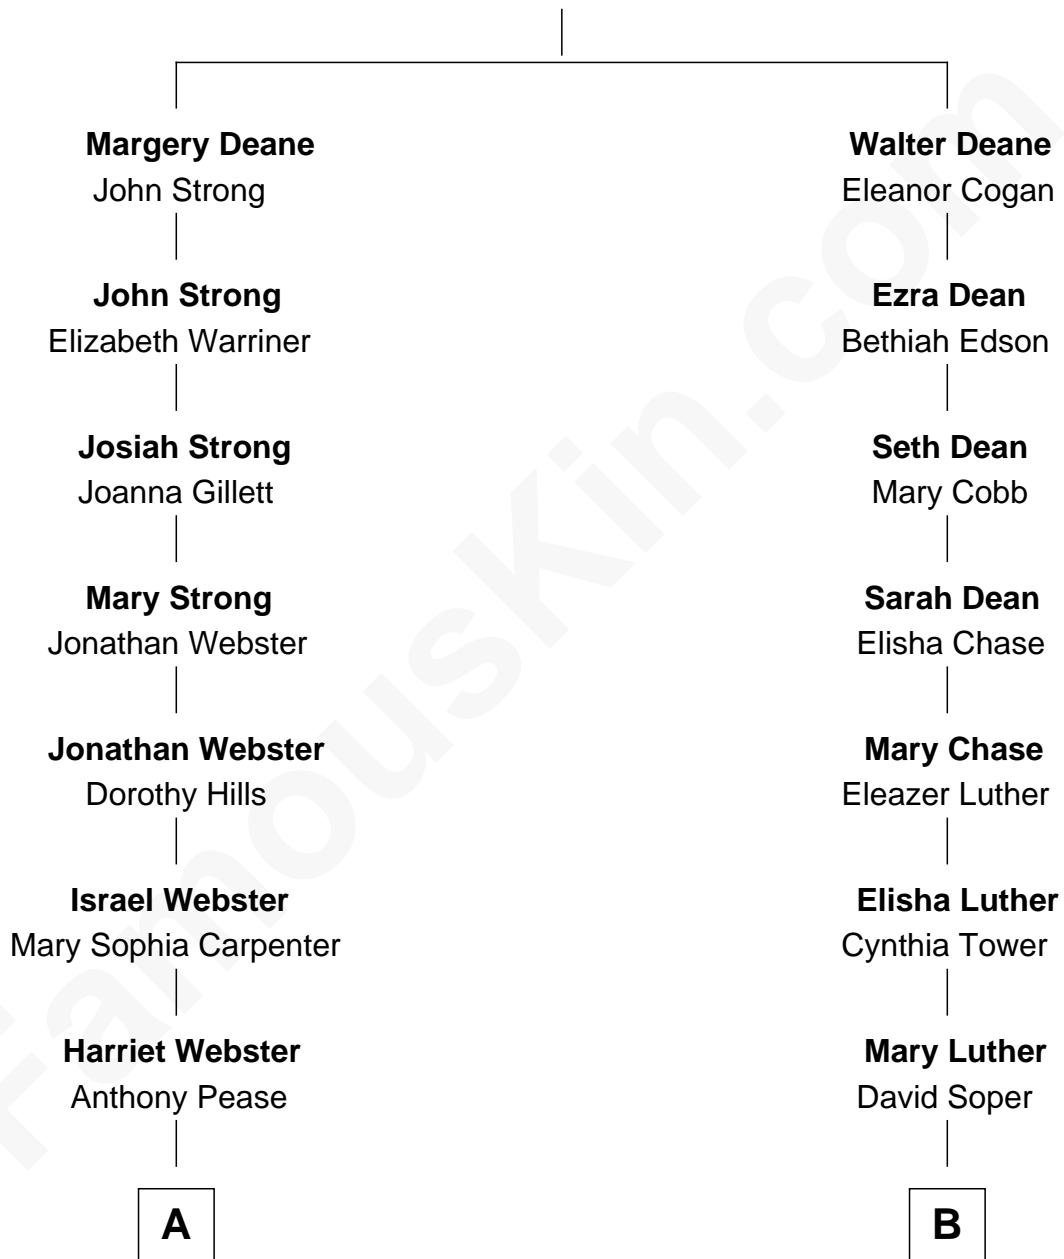 Margery Deane
John Strong
John Strong
Elizabeth Warriner
Josiah Strong
Joanna Gillett
Mary Strong
Jonathan Webster
Jonathan Webster
Dorothy Hills
Israel Webster
Mary Sophia Carpenter
Harriet Webster
Anthony Pease
A
Walter Deane
Eleanor Cogan
Ezra Dean
Bethiah Edson
Seth Dean
Mary Cobb
Sarah Dean
Elisha Chase
Mary Chase
Eleazer Luther
Elisha Luther
Cynthia Tower
Mary Luther
David Soper
B
FamousKin.com